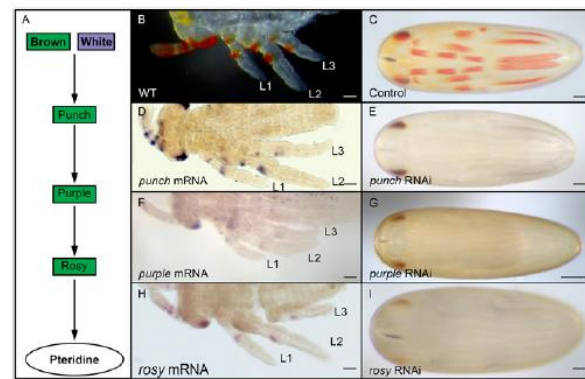 A
Brown White
Punch
Purple
Rosy
Pteridine
B
L3
L1
L2
WT
C
Control
D
L3
L2
L1
punch mRNA
E
punch RNAi
F
L3
L2
L1
purple mRNA
G
purple RNAi
H
L3
L2
L1
rosy mRNA
I
rosy RNAi